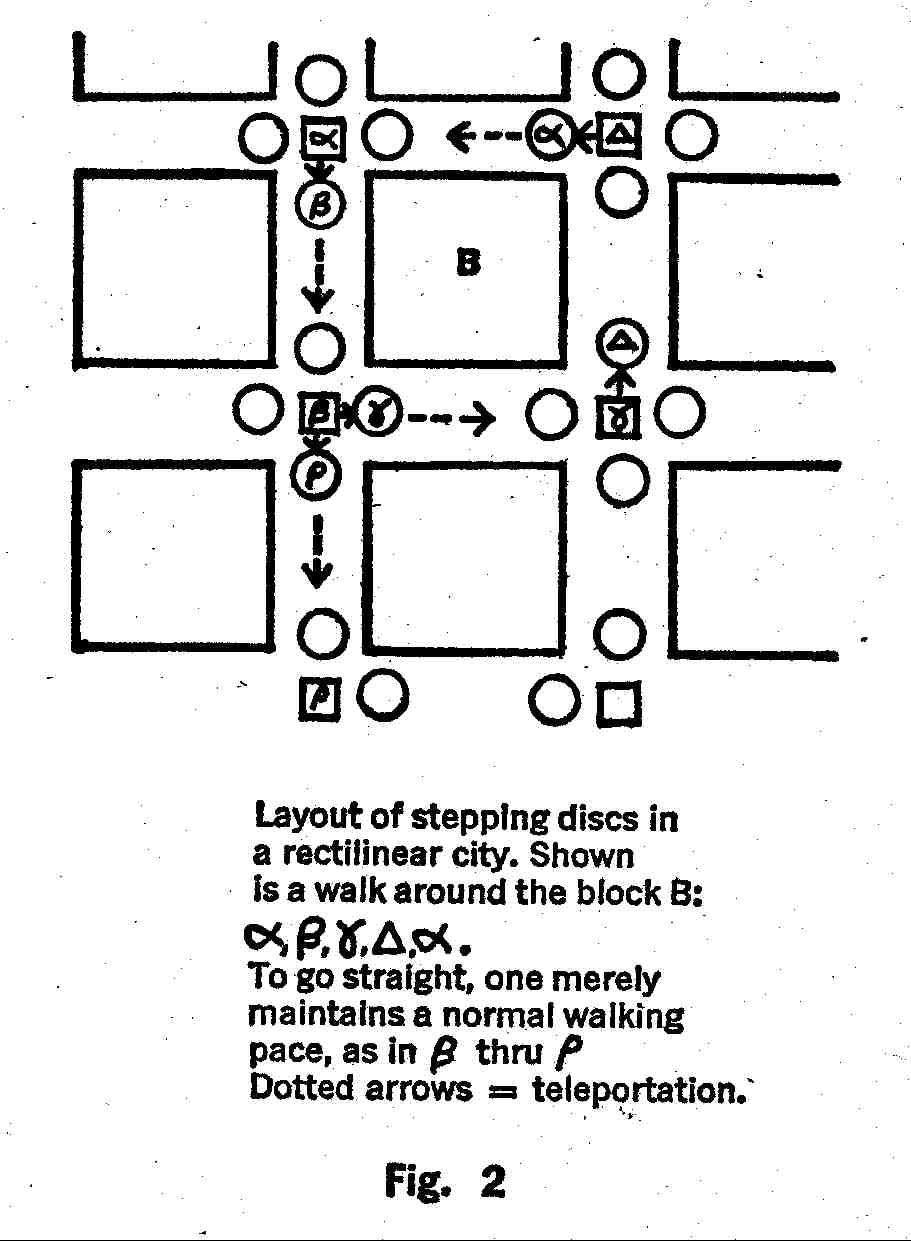 α
α
Δ
β
B
Δ
β
γ
γ
ρ
β
Layout of stepping discs in
a rectilinear city. Shown
is a walk around the block B:
α, β, γ, Δ, α.
To go straight, one merely
maintains a normal walking
pace, as in β thru ρ
Dotted arrows = teleportation.
Fig. 2